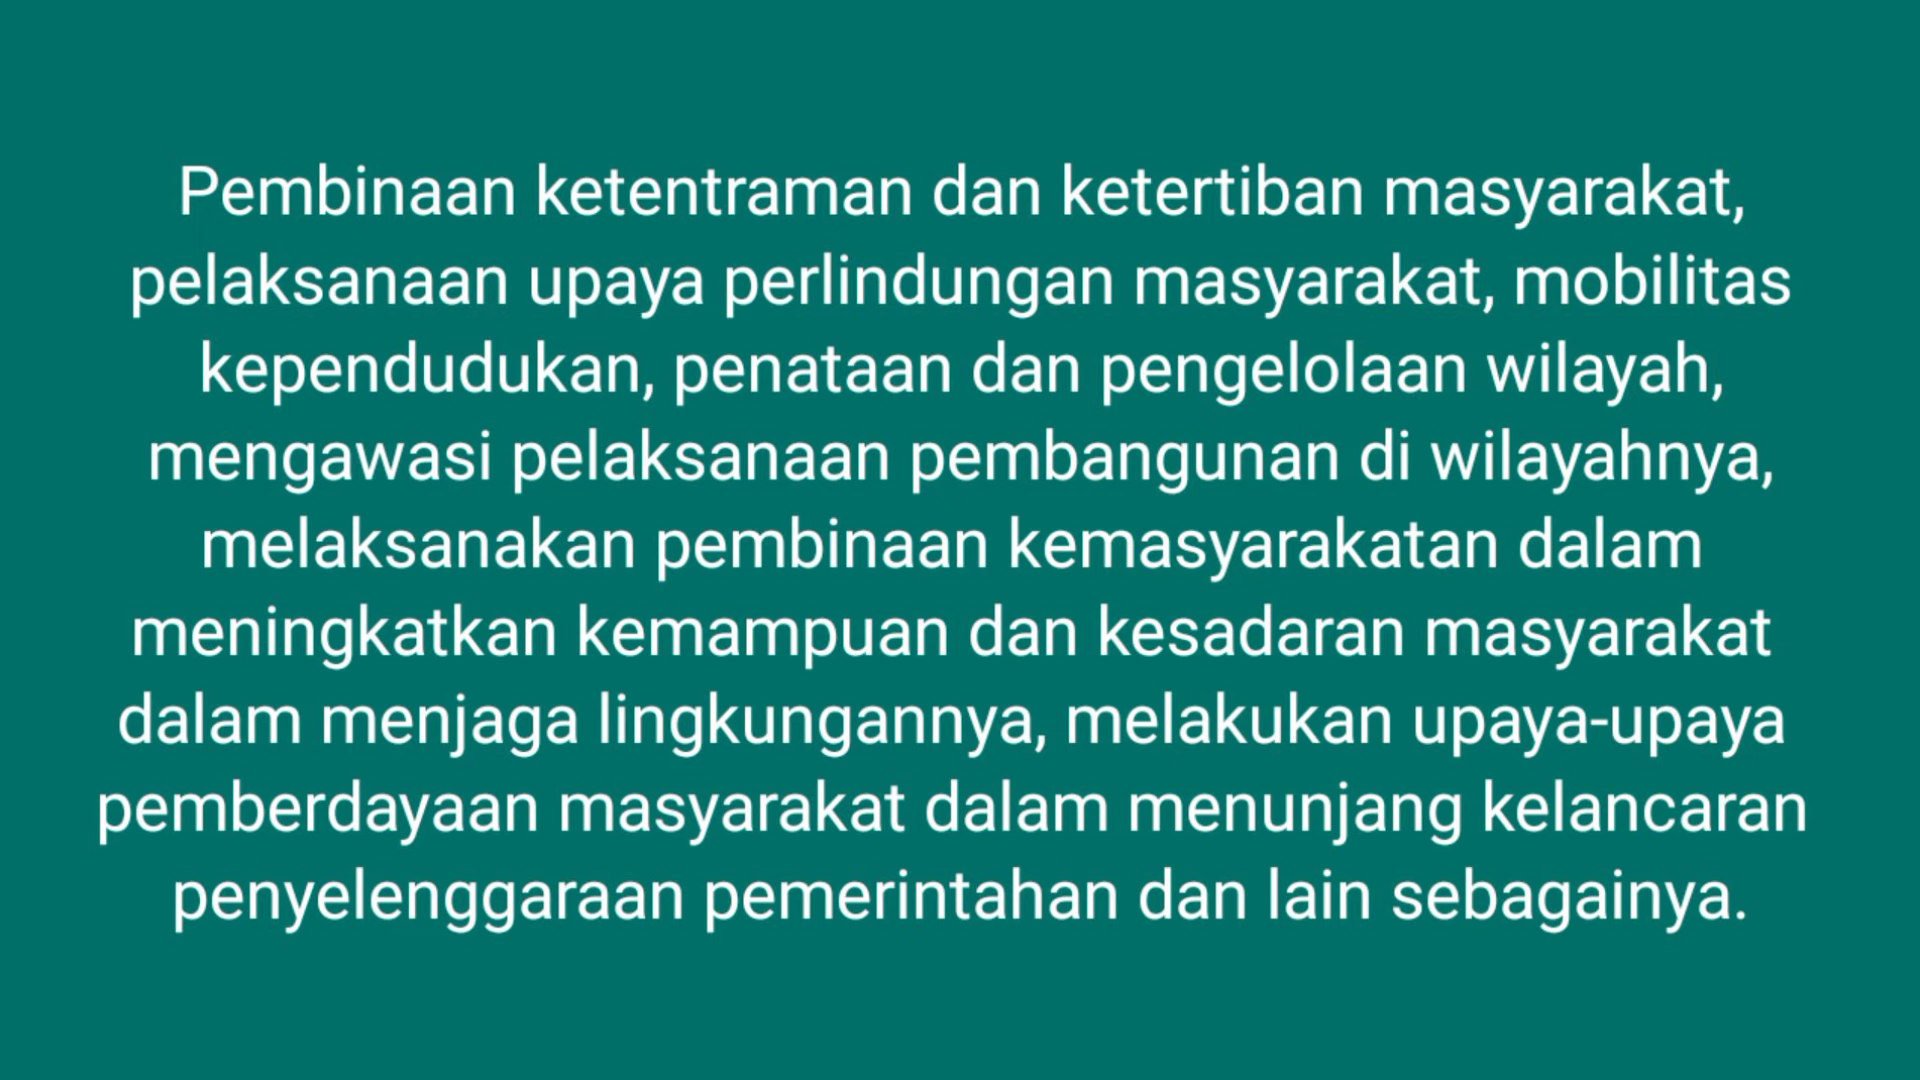 Pembinaan ketentraman dan ketertiban masyarakat,
pelaksanaan upaya perlindungan masyarakat, mobilitas
kependudukan, penataan dan pengelolaan wilayah,
mengawasi pelaksanaan pembangunan di wilayahnya,
melaksanakan pembinaan kemasyarakatan dalam
meningkatkan kemampuan dan kesadaran masyarakat
dalam menjaga lingkungannya, melakukan upaya-upaya
pemberdayaan masyarakat dalam menunjang kelancaran
penyelenggaraan pemerintahan dan lain sebagainya.